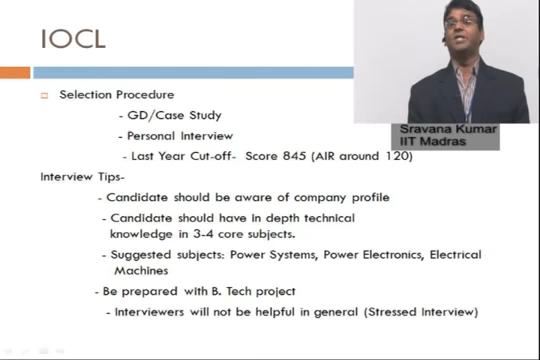 IOCL
Selection Procedure
- GD/Case Study
- Personal Interview
- Last Year Cut-off- Score 845 (AIR around 120)
Sravana Kumar
IIT Madras
Interview Tips-
- Candidate should be aware of company profile
- Candidate should have in depth technical
knowledge in 3-4 core subjects.
- Suggested subjects: Power Systems, Power Electronics, Electrical
Machines
- Be prepared with B. Tech project
- Interviewers will not be helpful in general (Stressed Interview)